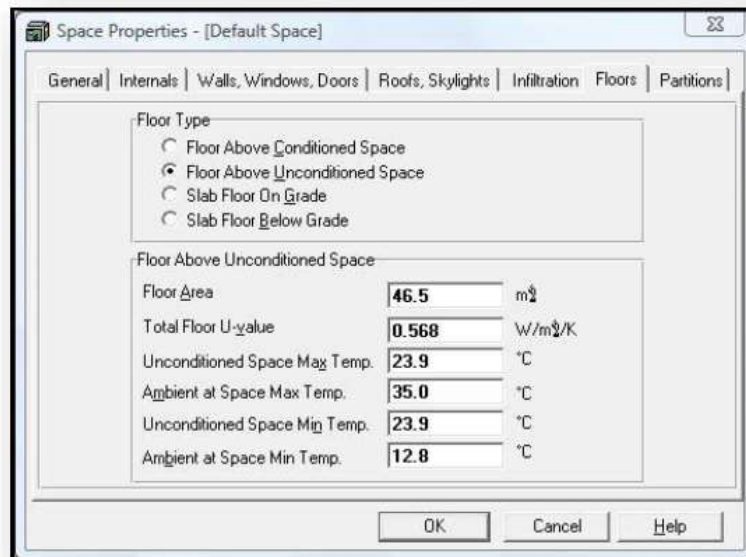 Space Properties - [Default Space]
General Internals Walls, Windows, Doors Roofs, Skylights Infiltration Floors Partitions
Floor Type
Floor Above Conditioned Space
Floor Above Unconditioned Space
Slab Floor On Grade
Slab Floor Below Grade
Floor Above Unconditioned Space
Floor Area 46.5 m²
Total Floor U-value 0.568 W/m²/K
Unconditioned Space Max Temp. 23.9 °C
Ambient at Space Max Temp. 35.0 °C
Unconditioned Space Min Temp. 23.9 °C
Ambient at Space Min Temp. 12.8 °C
OK Cancel Help